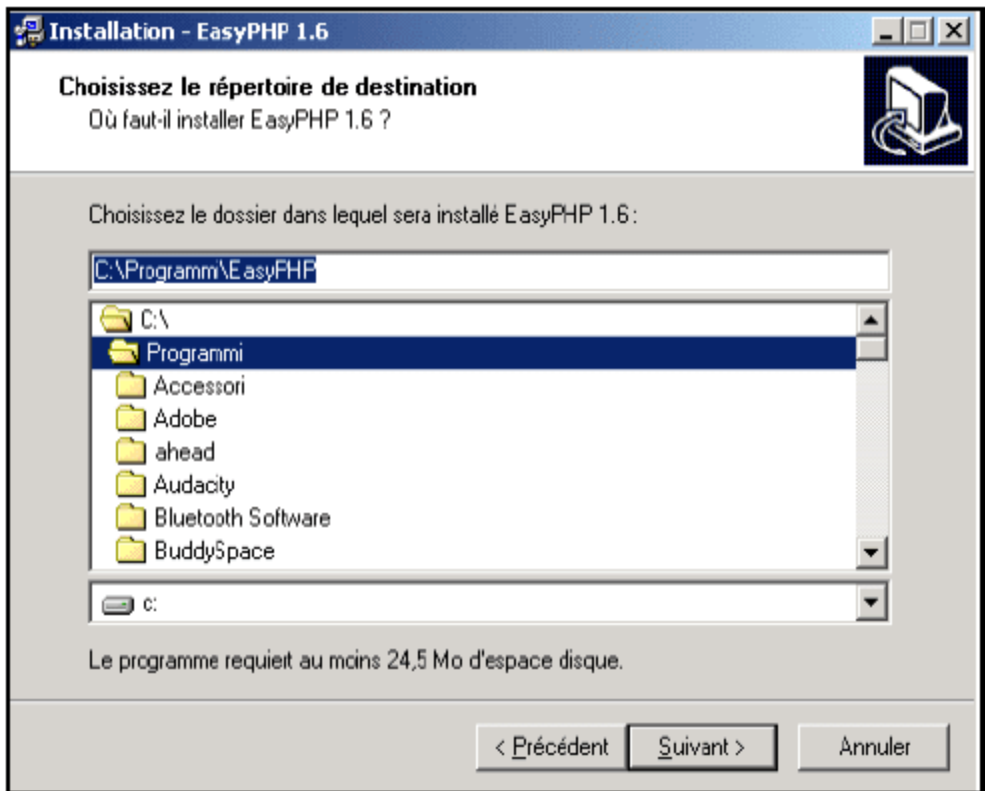 Installation - EasyPHP 1.6
Choisissez le répertoire de destination
Où faut-il installer EasyPHP 1.6 ?
Choisissez le dossier dans lequel sera installé EasyPHP 1.6 :
C:\Programmi\EasyPHP
C:\
Programmi
Accessori
Adobe
ahead
Audacity
Bluetooth Software
BuddySpace
c:
Le programme requiert au moins 24,5 Mo d'espace disque.
< Précédent Suivant > Annuler